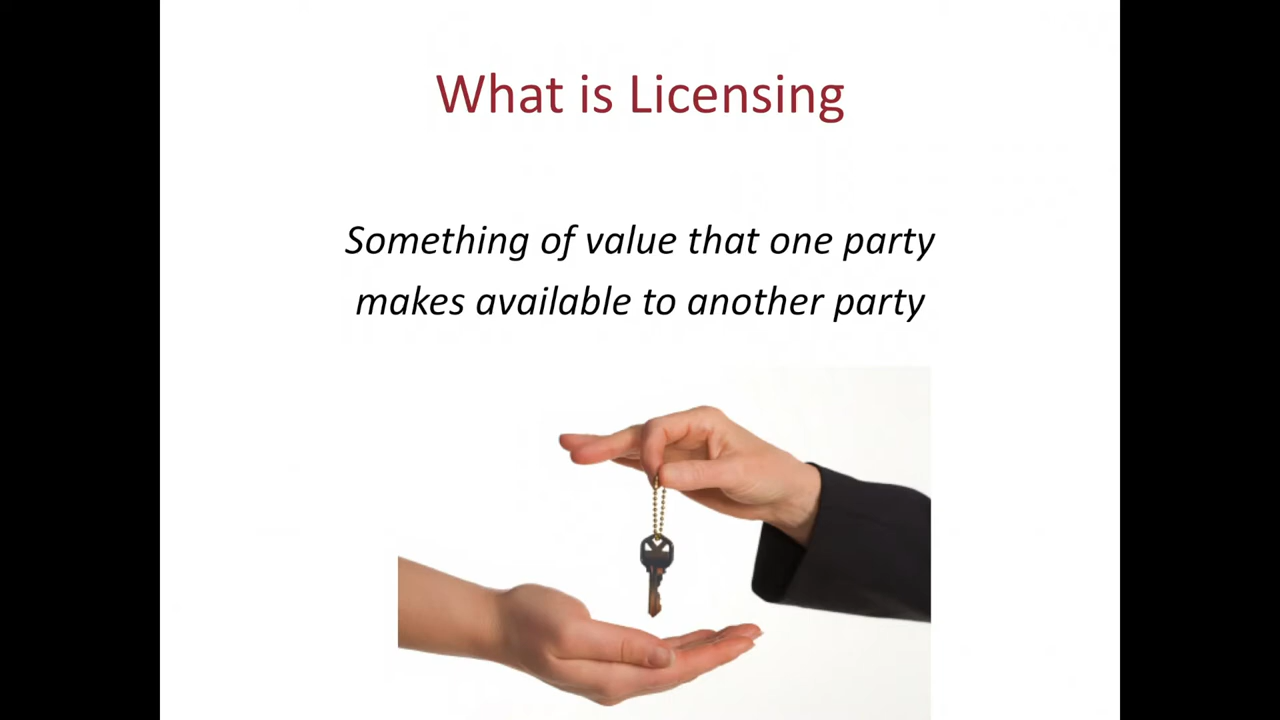 What is Licensing
Something of value that one party
makes available to another party